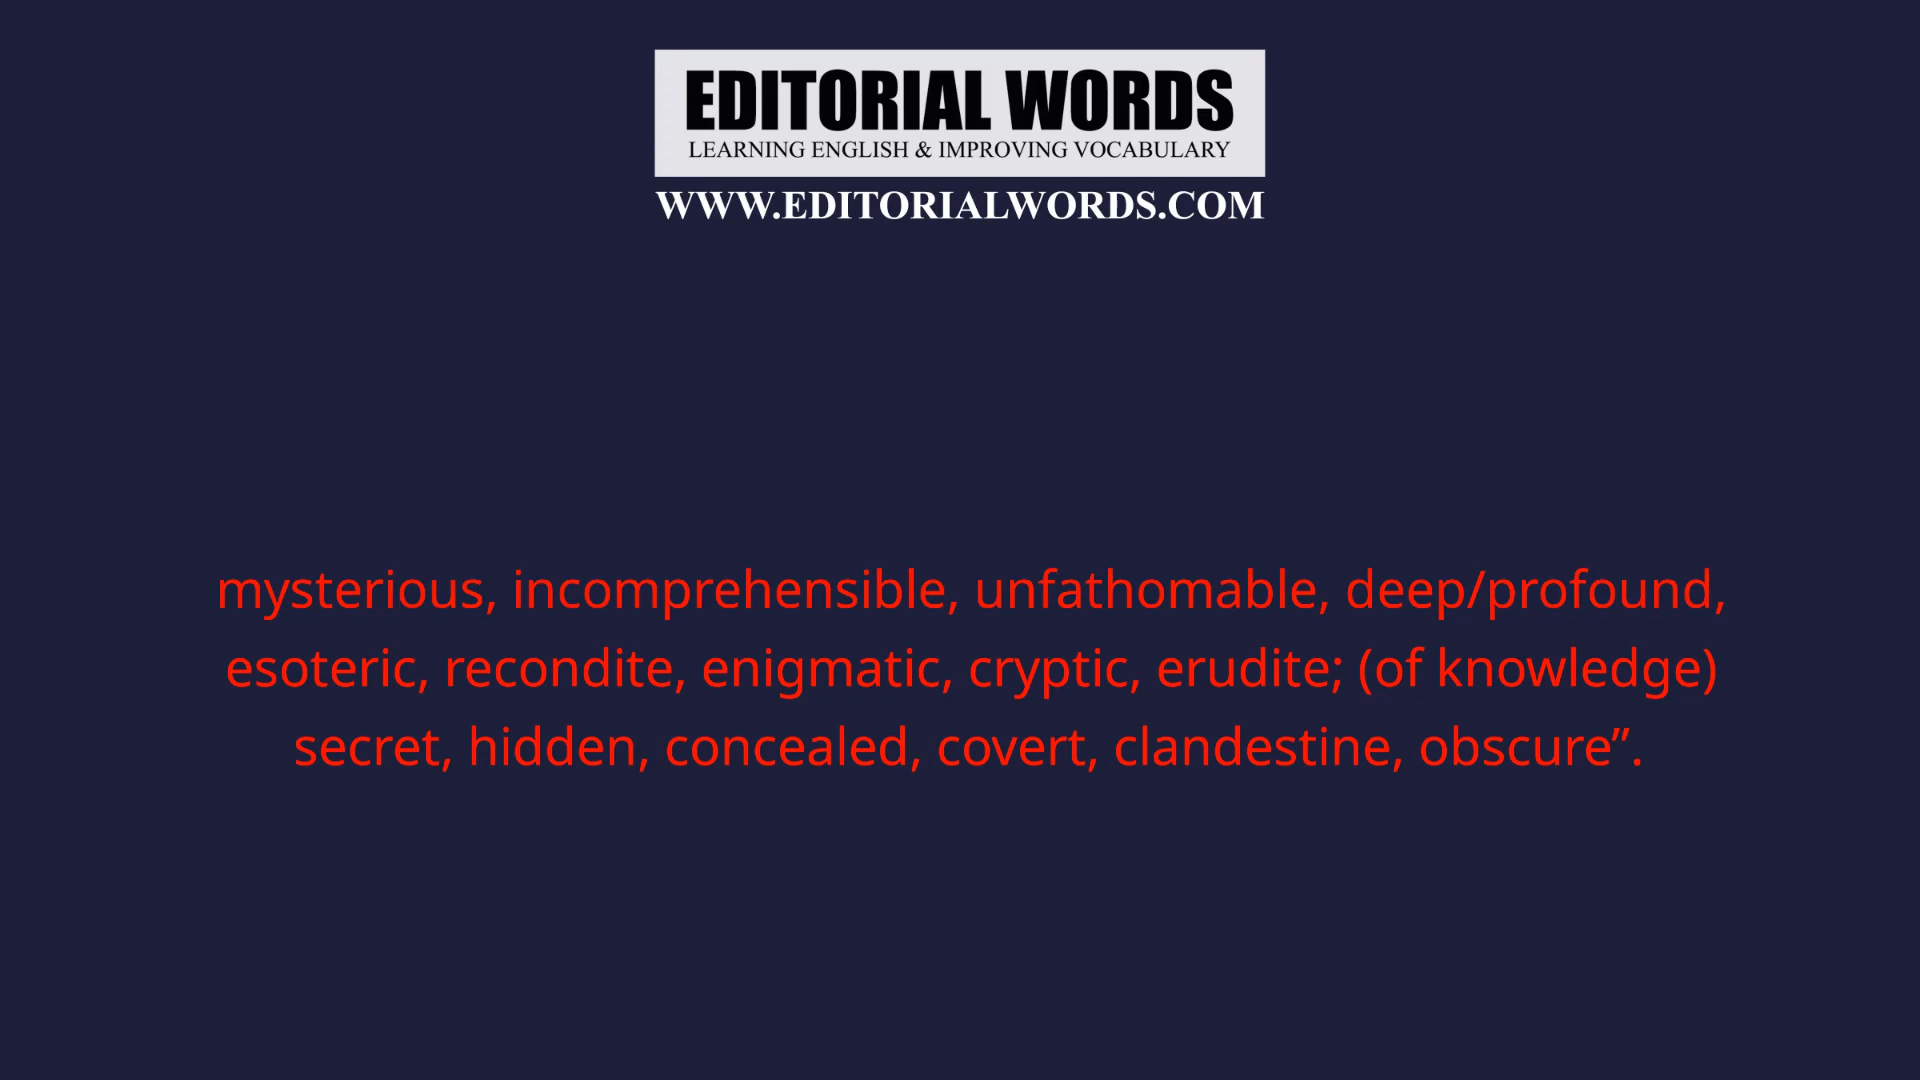 EDITORIAL WORDS
LEARNING ENGLISH & IMPROVING VOCABULARY
WWW.EDITORIALWORDS.COM
mysterious, incomprehensible, unfathomable, deep/profound,
esoteric, recondite, enigmatic, cryptic, erudite; (of knowledge)
secret, hidden, concealed, covert, clandestine, obscure”.